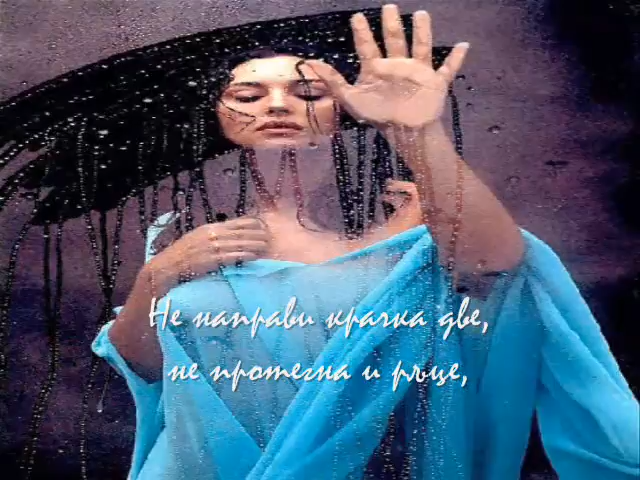 Не направи крачка две,
не протегна и ръце,